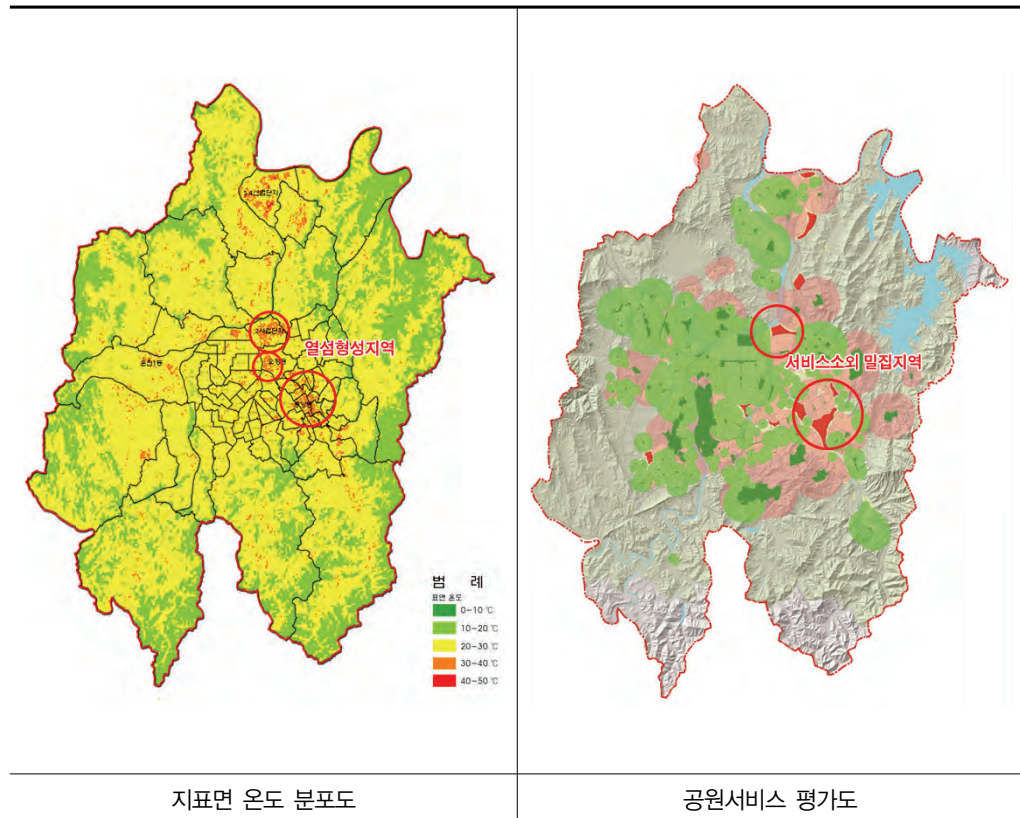 열섬형성지역
서비스소외 밀집지역
범 례
표면 온도
0-10 ℃
10-20 ℃
20-30 ℃
30-40 ℃
40-50 ℃
지표면 온도 분포도
공원서비스 평가도